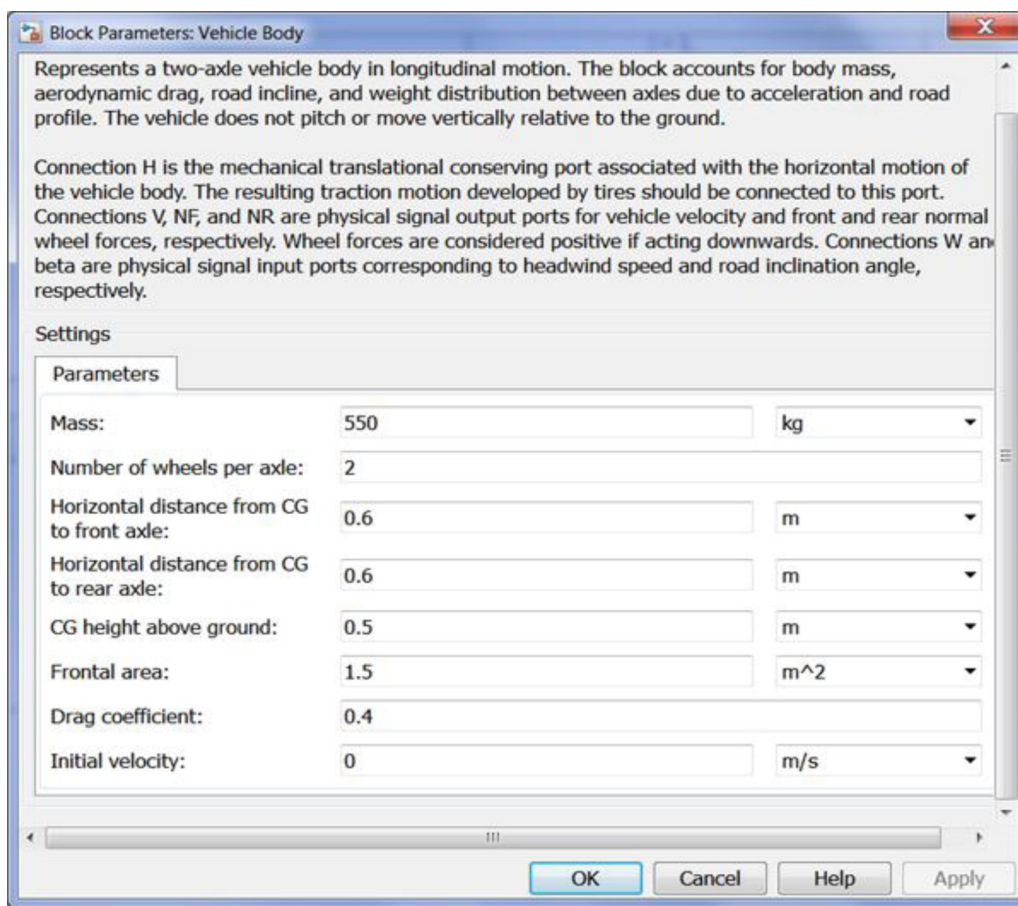 Block Parameters: Vehicle Body
Represents a two-axle vehicle body in longitudinal motion. The block accounts for body mass,
aerodynamic drag, road incline, and weight distribution between axles due to acceleration and road
profile. The vehicle does not pitch or move vertically relative to the ground.
Connection H is the mechanical translational conserving port associated with the horizontal motion of
the vehicle body. The resulting traction motion developed by tires should be connected to this port.
Connections V, NF, and NR are physical signal output ports for vehicle velocity and front and rear normal
wheel forces, respectively. Wheel forces are considered positive if acting downwards. Connections W an
beta are physical signal input ports corresponding to headwind speed and road inclination angle,
respectively.
Settings
Parameters
Mass: 550 kg
Number of wheels per axle: 2
Horizontal distance from CG
to front axle: 0.6 m
Horizontal distance from CG
to rear axle: 0.6 m
CG height above ground: 0.5 m
Frontal area: 1.5 m^2
Drag coefficient: 0.4
Initial velocity: 0 m/s
OK Cancel Help Apply